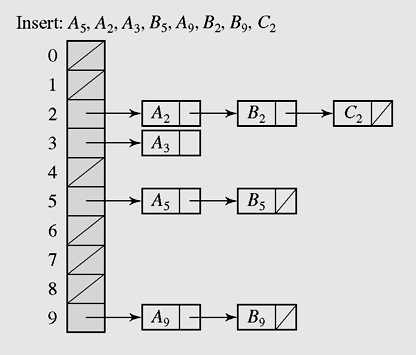 Insert: A₅, A₂, A₃, B₅, A₉, B₂, B₉, C₂
0
1
2 A₂ B₂ C₂
3 A₃
4
5 A₅ B₅
6
7
8
9 A₉ B₉